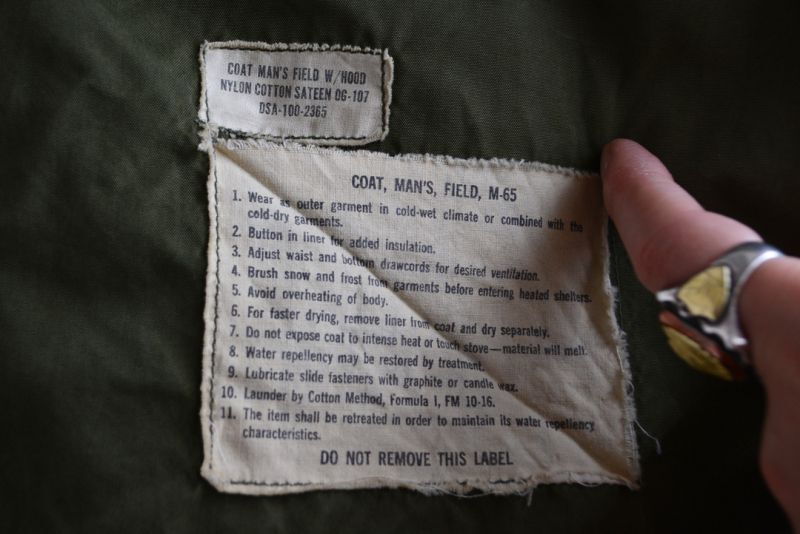 COAT MAN'S FIELD W/HOOD
NYLON COTTON SATEEN OG-107
DSA-100-2365
COAT, MAN'S, FIELD, M-65
1. Wear as outer garment in cold-wet climate or combined with the
cold-dry garments.
2. Button in liner for added insulation.
3. Adjust waist and bottom drawcords for desired ventilation.
4. Brush snow and frost from garments before entering heated shelters.
5. Avoid overheating of body.
6. For faster drying, remove liner from coat and dry separately.
7. Do not expose coat to intense heat or touch stove—material will melt.
8. Water repellency may be restored by treatment.
9. Lubricate slide fasteners with graphite or candle wax.
10. Launder by Cotton Method, Formula I, FM 10-16.
11. The item shall be retreated in order to maintain its water repellency
characteristics.
DO NOT REMOVE THIS LABEL